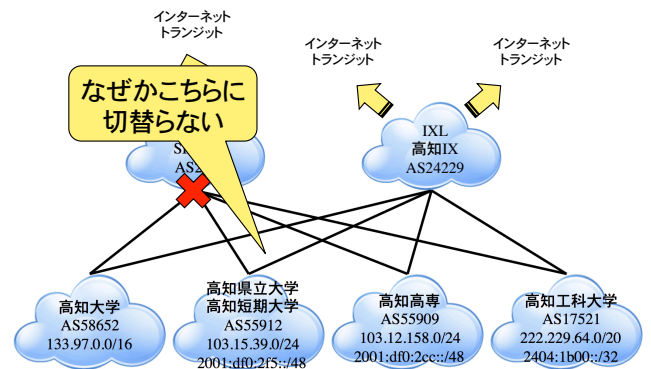 インターネット
トランジット
インターネット
トランジット
インターネット
トランジット
なぜかこちらに
切替らない
IXL
高知IX
AS24229
高知大学
AS58652
133.97.0.0/16
高知県立大学
高知短期大学
AS55912
103.15.39.0/24
2001:df0:2f5::/48
高知高専
AS55909
103.12.158.0/24
2001:df0:2cc::/48
高知工科大学
AS17521
222.229.64.0/20
2404:1b00::/32